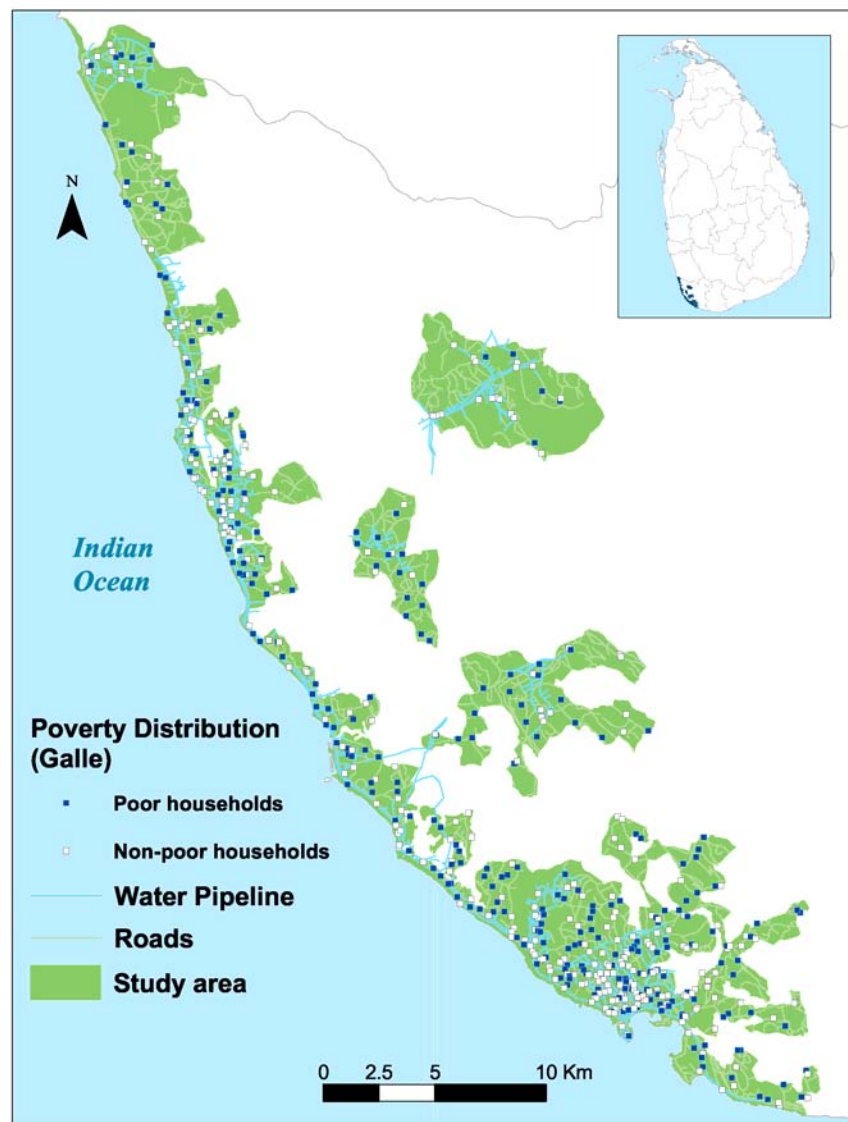 N
Indian
Ocean
Poverty Distribution
(Galle)
Poor households
Non-poor households
Water Pipeline
Roads
Study area
0 2.5 5 10 Km